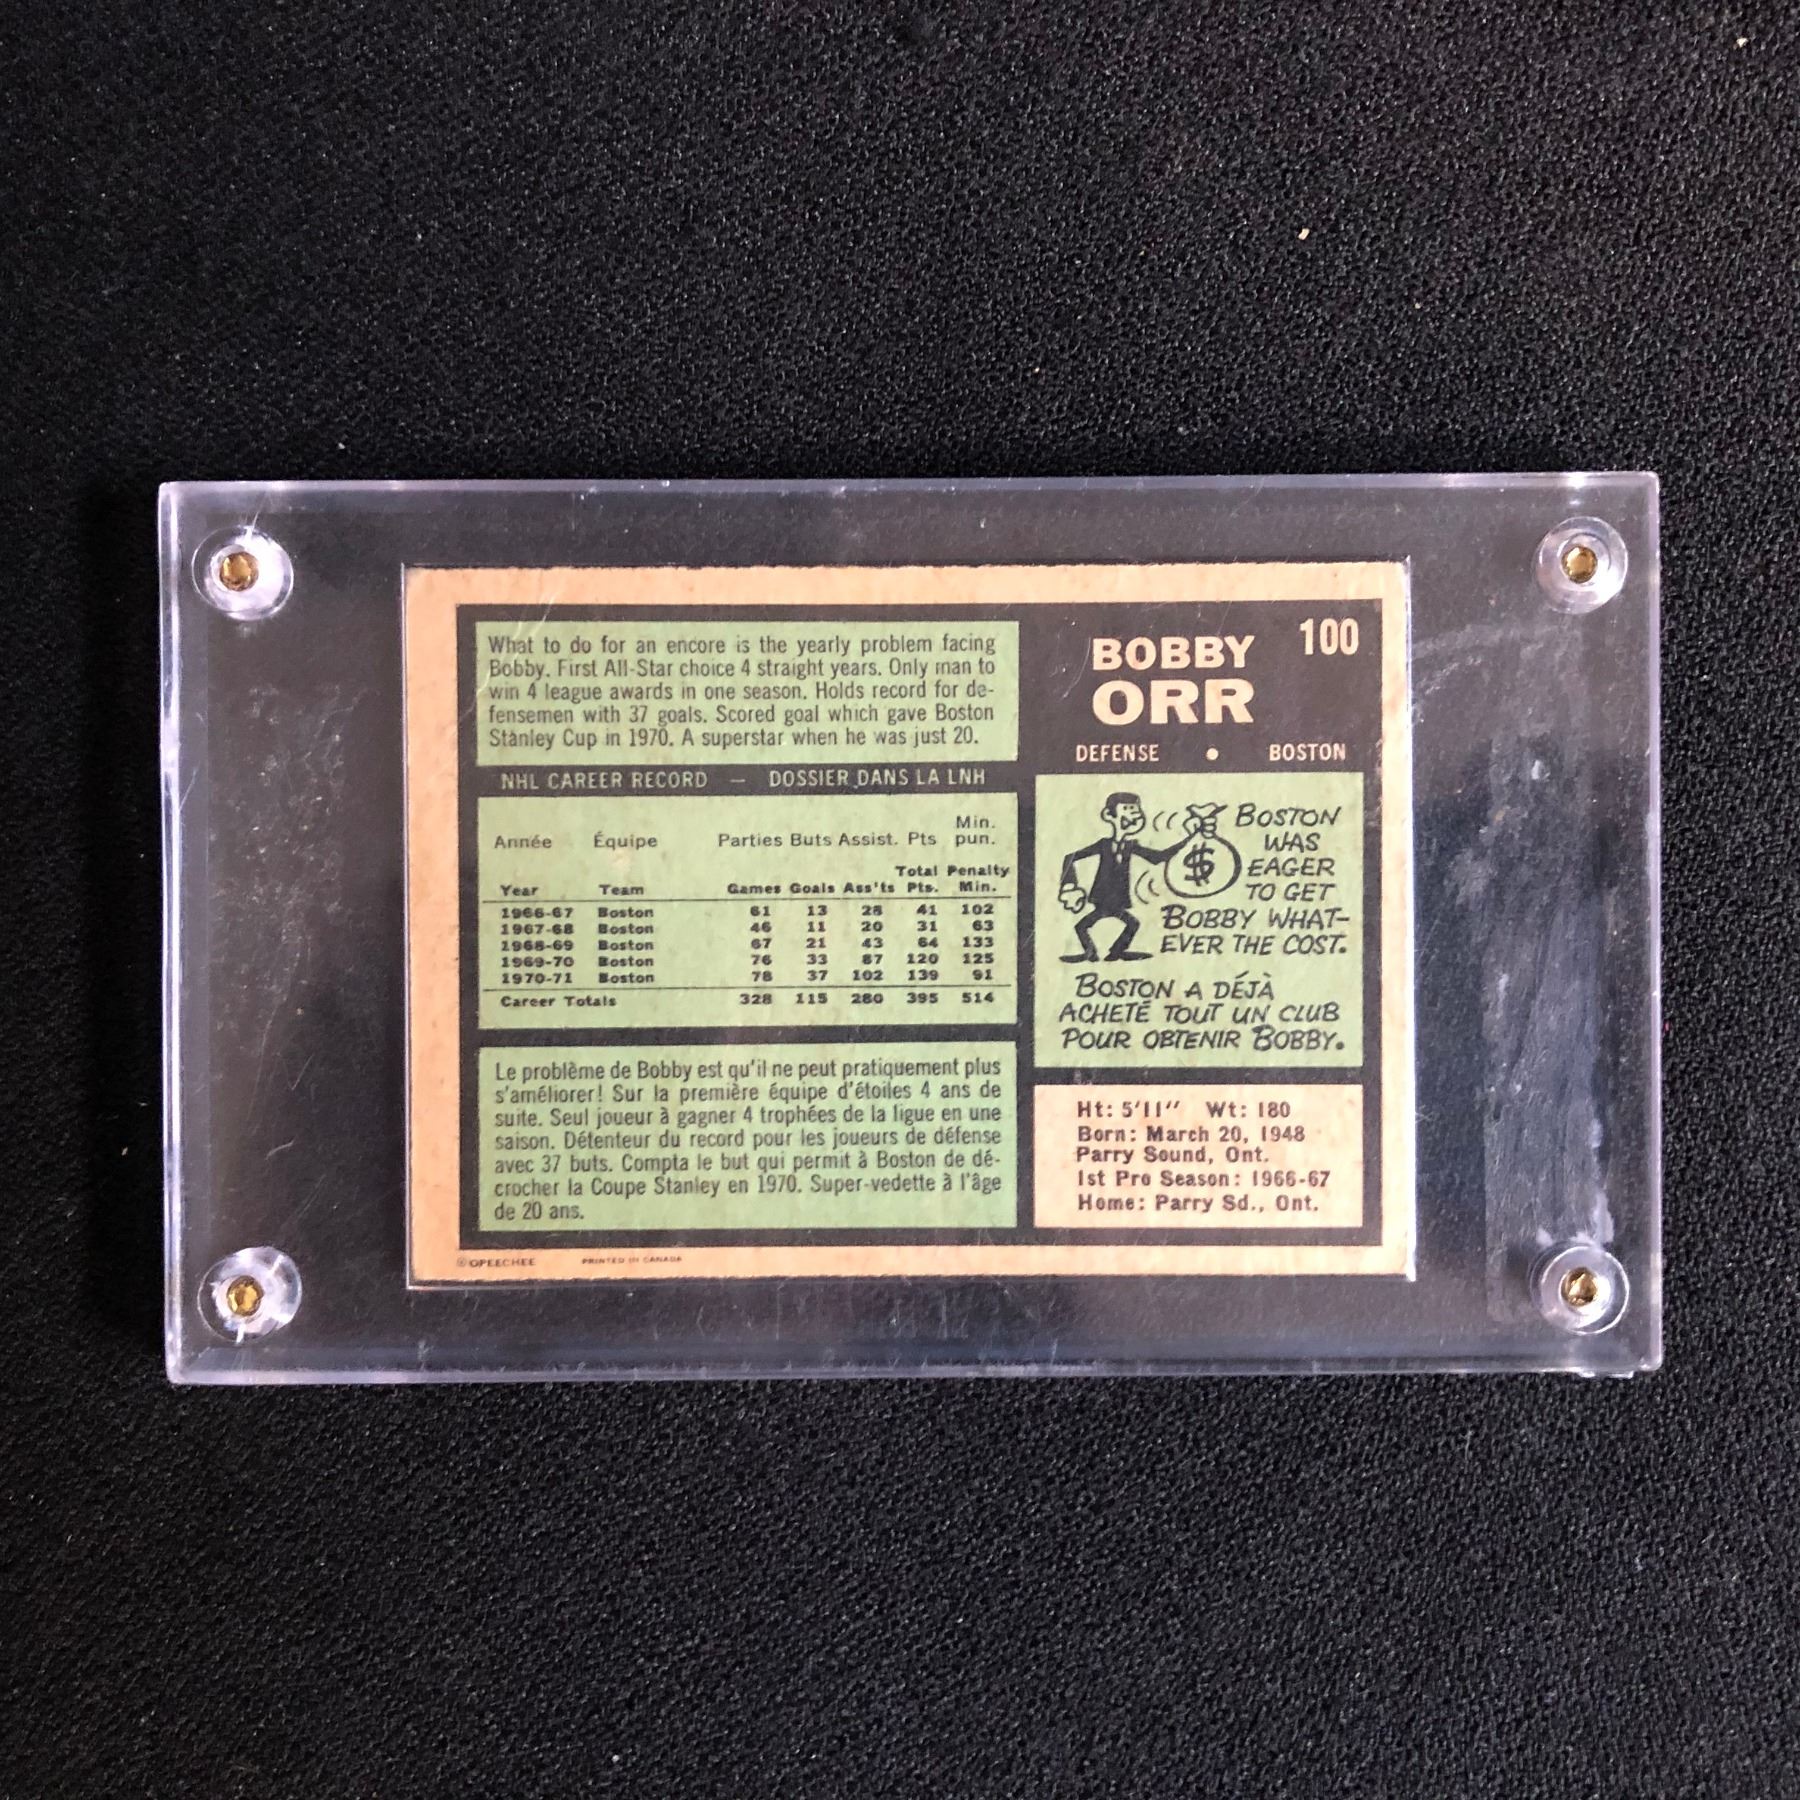 What to do for an encore is the yearly problem facing
Bobby. First All-Star choice 4 straight years. Only man to
win 4 league awards in one season. Holds record for de-
fensemen with 37 goals. Scored goal which gave Boston
Stanley Cup in 1970. A superstar when he was just 20.
NHL CAREER RECORD — DOSSIER DANS LA LNH
Année Équipe Parties Buts Assist. Pts Min. pun.
Year Team Games Goals Ass'ts Total Pts. Penalty Min.
1966-67 Boston 61 13 28 41 102
1967-68 Boston 46 11 20 31 63
1968-69 Boston 67 21 43 64 133
1969-70 Boston 76 33 87 120 125
1970-71 Boston 78 37 102 139 91
Career Totals 328 115 280 395 514
Le problème de Bobby est qu'il ne peut pratiquement plus
s'améliorer! Sur la première équipe d'étoiles 4 ans de
suite. Seul joueur à gagner 4 trophées de la ligue en une
saison. Détenteur du record pour les joueurs de défense
avec 37 buts. Compta le but qui permit à Boston de dé-
crocher la Coupe Stanley en 1970. Super-vedette à l'âge
de 20 ans.
© OPEECHEE PRINTED IN CANADA
100
BOBBY
ORR
DEFENSE • BOSTON
$
BOSTON
WAS
EAGER
TO GET
BOBBY WHAT-
EVER THE COST.
BOSTON A DÉJÀ
ACHETÉ TOUT UN CLUB
POUR OBTENIR BOBBY.
Ht: 5'11" Wt: 180
Born: March 20, 1948
Parry Sound, Ont.
1st Pro Season: 1966-67
Home: Parry Sd., Ont.